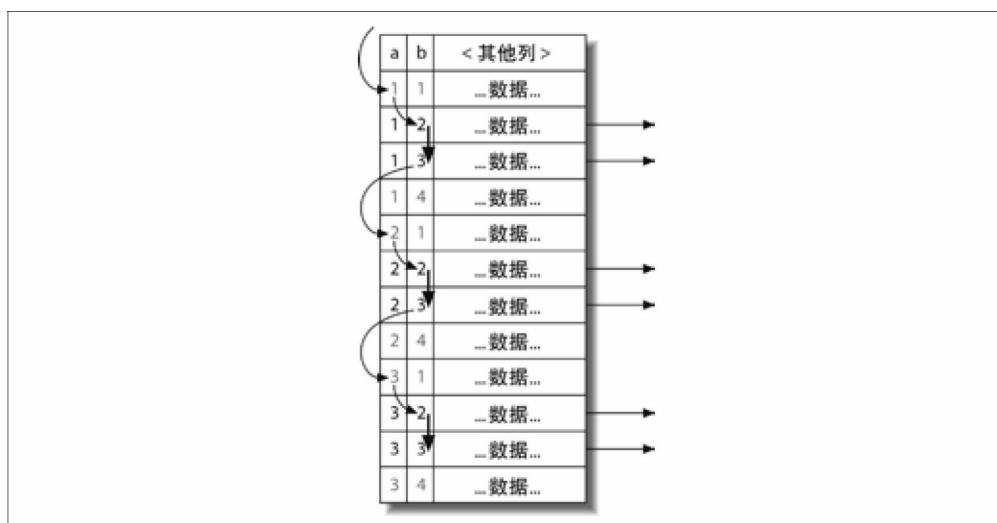 a b <其他列>
1 1 ...数据...
1 2 ...数据...
1 3 ...数据...
1 4 ...数据...
2 1 ...数据...
2 2 ...数据...
2 3 ...数据...
2 4 ...数据...
3 1 ...数据...
3 2 ...数据...
3 3 ...数据...
3 4 ...数据...